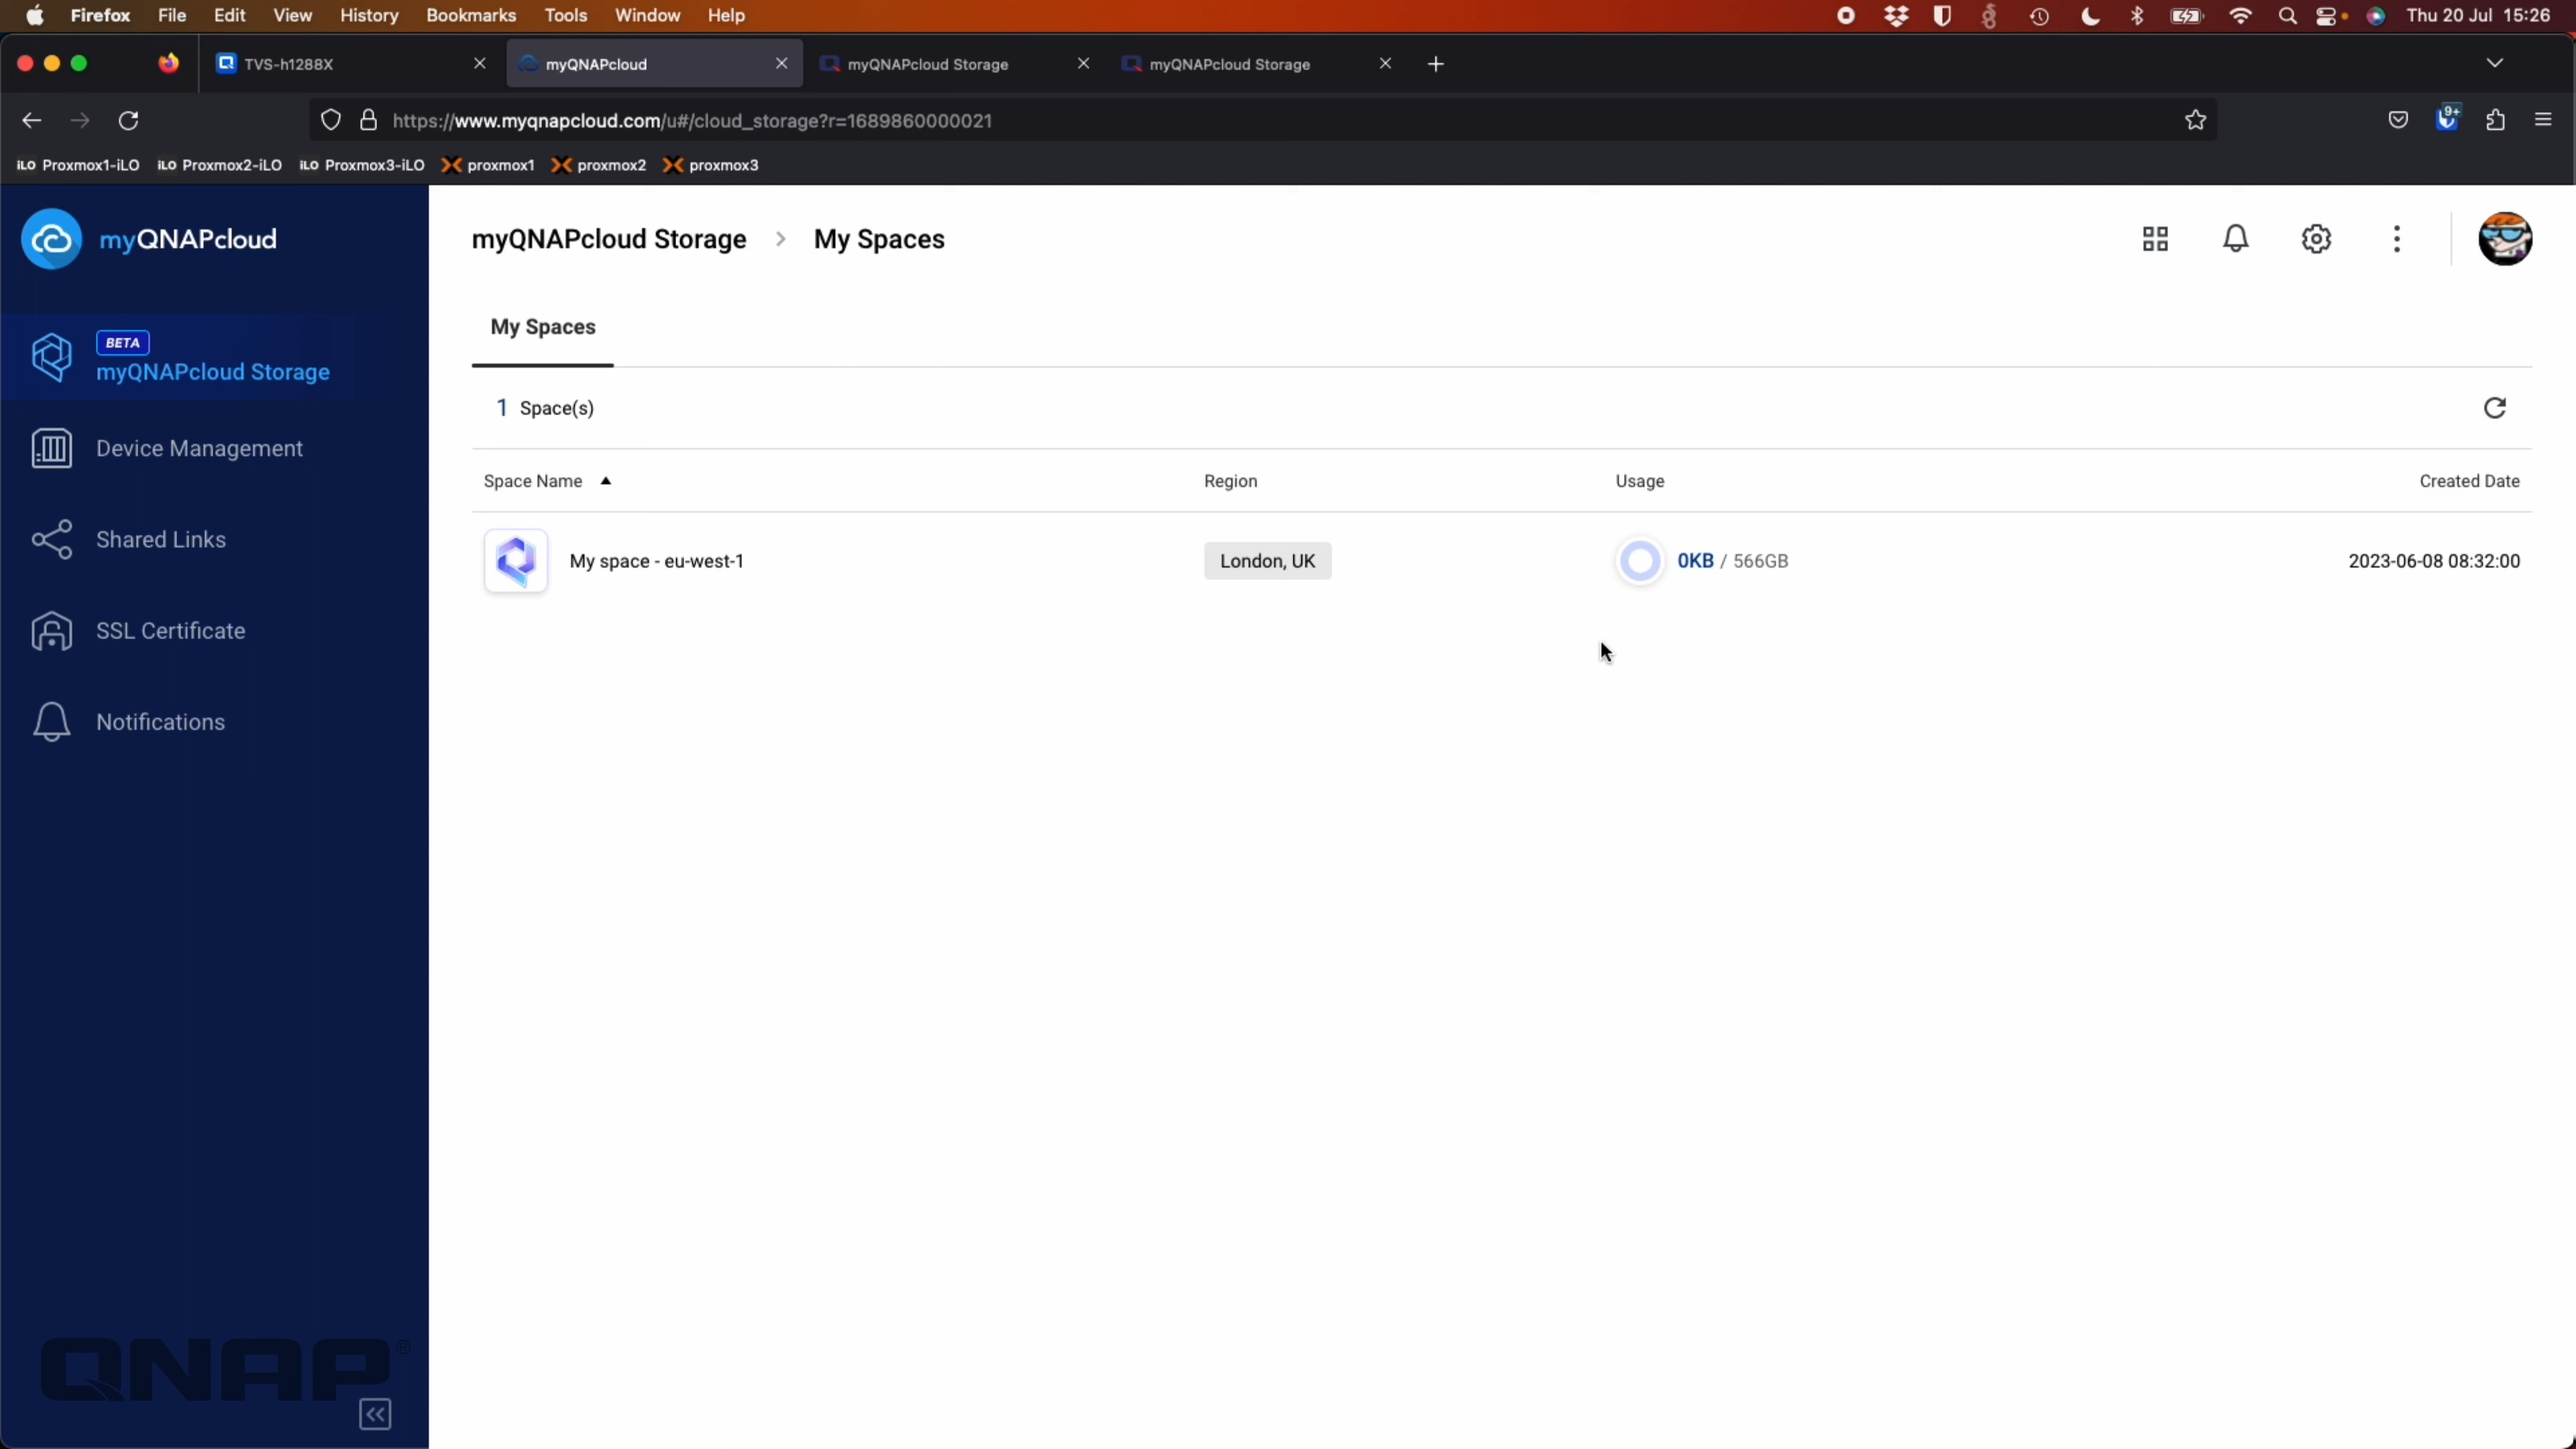 Firefox File Edit View History Bookmarks Tools Window Help Thu 20 Jul 15:26
TVS-h1288X myQNAPcloud myQNAPcloud Storage myQNAPcloud Storage
https://www.myqnapcloud.com/u#/cloud_storage?r=1689860000021 9+
iLO Proxmox1-iLO iLO Proxmox2-iLO iLO Proxmox3-iLO proxmox1 proxmox2 proxmox3
myQNAPcloud
myQNAPcloud Storage > My Spaces
BETA
myQNAPcloud Storage
Device Management
Shared Links
SSL Certificate
Notifications
QNAP®
My Spaces
1 Space(s)
Space Name Region Usage Created Date
My space - eu-west-1 London, UK 0KB / 566GB 2023-06-08 08:32:00